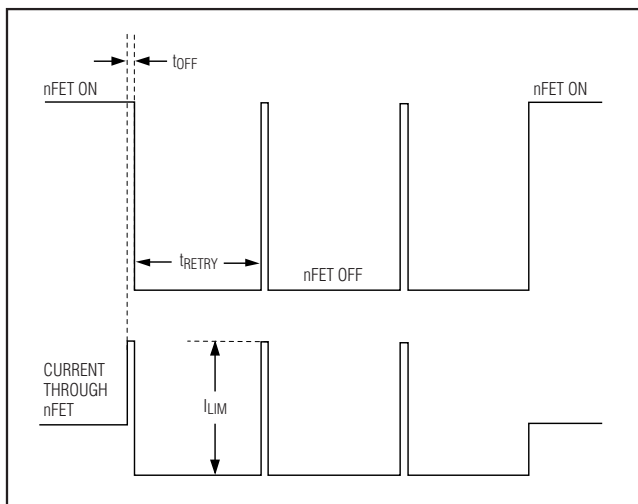 tOFF
nFET ON
nFET ON
tRETRY
nFET OFF
CURRENT
THROUGH
nFET
ILIM